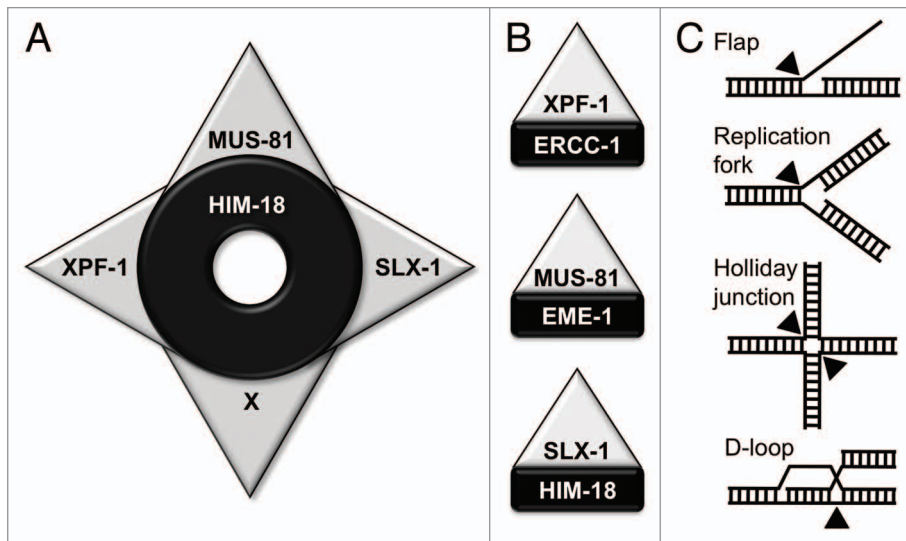 A
MUS-81
HIM-18
XPF-1
SLX-1
X
B
XPF-1
ERCC-1
MUS-81
EME-1
SLX-1
HIM-18
C
Flap
Replication
fork
Holliday
junction
D-loop